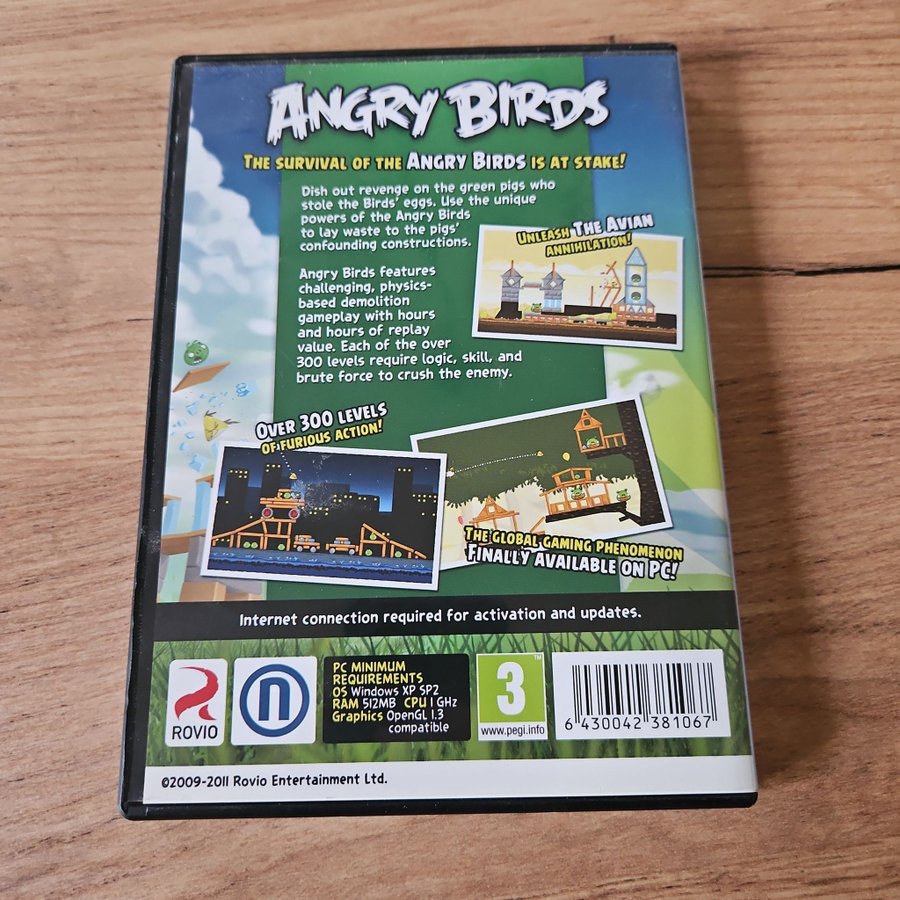 ANGRY BIRDS
THE SURVIVAL OF THE ANGRY BIRDS IS AT STAKE!
Dish out revenge on the green pigs who
stole the Birds' eggs. Use the unique
powers of the Angry Birds
to lay waste to the pigs'
confounding constructions.
UNLEASH THE AVIAN
ANNIHILATION!
Angry Birds features
challenging, physics-
based demolition
gameplay with hours
and hours of replay
value. Each of the over
300 levels require logic, skill, and
brute force to crush the enemy.
OVER 300 LEVELS
OF FURIOUS ACTION!
THE GLOBAL GAMING PHENOMENON
FINALLY AVAILABLE ON PC!
Internet connection required for activation and updates.
ROVIO
n
PC MINIMUM
REQUIREMENTS
OS Windows XP SP2
RAM 512MB CPU 1 GHz
Graphics OpenGL 1.3
compatible
3
TM
www.pegi.info
6 430042 381067
©2009-2011 Rovio Entertainment Ltd.